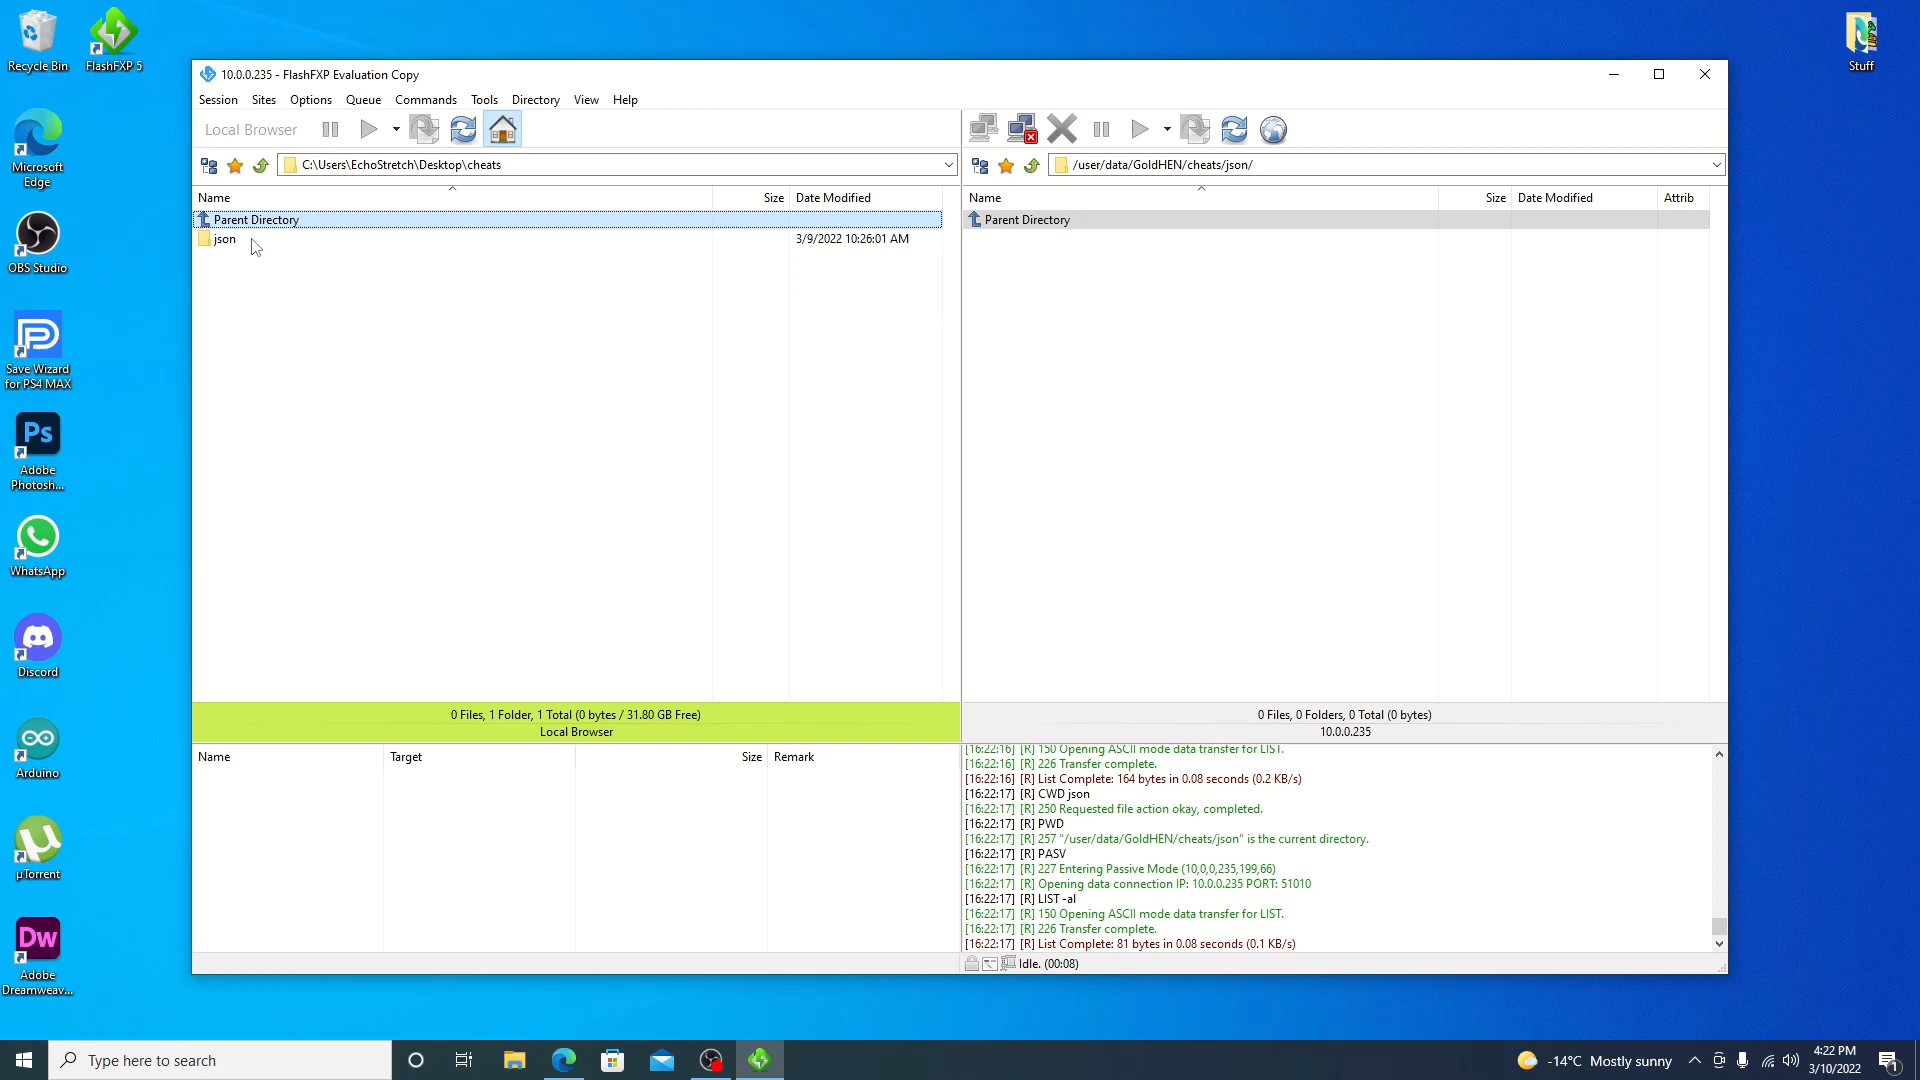 Recycle Bin
FlashFXP 5
Microsoft
Edge
OBS Studio
Save Wizard
for PS4 MAX
Ps
Adobe
Photosh...
WhatsApp
Discord
Arduino
µTorrent
Dw
Adobe
Dreamweav...
Stuff
10.0.0.235 - FlashFXP Evaluation Copy
Session Sites Options Queue Commands Tools Directory View Help
Local Browser
C:\Users\EchoStretch\Desktop\cheats
Name Size Date Modified
Parent Directory
json 3/9/2022 10:26:01 AM
0 Files, 1 Folder, 1 Total (0 bytes / 31.80 GB Free)
Local Browser
/user/data/GoldHEN/cheats/json/
Name Size Date Modified Attrib
Parent Directory
0 Files, 0 Folders, 0 Total (0 bytes)
10.0.0.235
Name Target Size Remark
[16:22:16] [R] 150 Opening ASCII mode data transfer for LIST.
[16:22:16] [R] 226 Transfer complete.
[16:22:16] [R] List Complete: 164 bytes in 0.08 seconds (0.2 KB/s)
[16:22:17] [R] CWD json
[16:22:17] [R] 250 Requested file action okay, completed.
[16:22:17] [R] PWD
[16:22:17] [R] 257 "/user/data/GoldHEN/cheats/json" is the current directory.
[16:22:17] [R] PASV
[16:22:17] [R] 227 Entering Passive Mode (10,0,0,235,199,66)
[16:22:17] [R] Opening data connection IP: 10.0.0.235 PORT: 51010
[16:22:17] [R] LIST -al
[16:22:17] [R] 150 Opening ASCII mode data transfer for LIST.
[16:22:17] [R] 226 Transfer complete.
[16:22:17] [R] List Complete: 81 bytes in 0.08 seconds (0.1 KB/s)
Idle. (00:08)
Type here to search
-14°C Mostly sunny
4:22 PM
3/10/2022
1